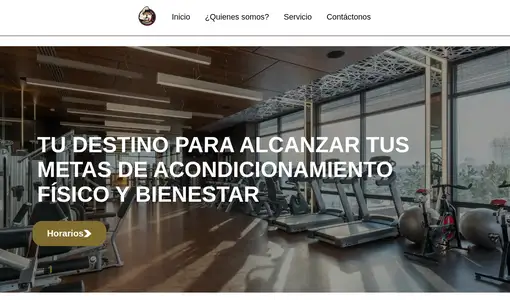 Inicio ¿Quienes somos? Servicio Contáctonos
TU DESTINO PARA ALCANZAR TUS
METAS DE ACONDICIONAMIENTO
FÍSICO Y BIENESTAR
Horarios